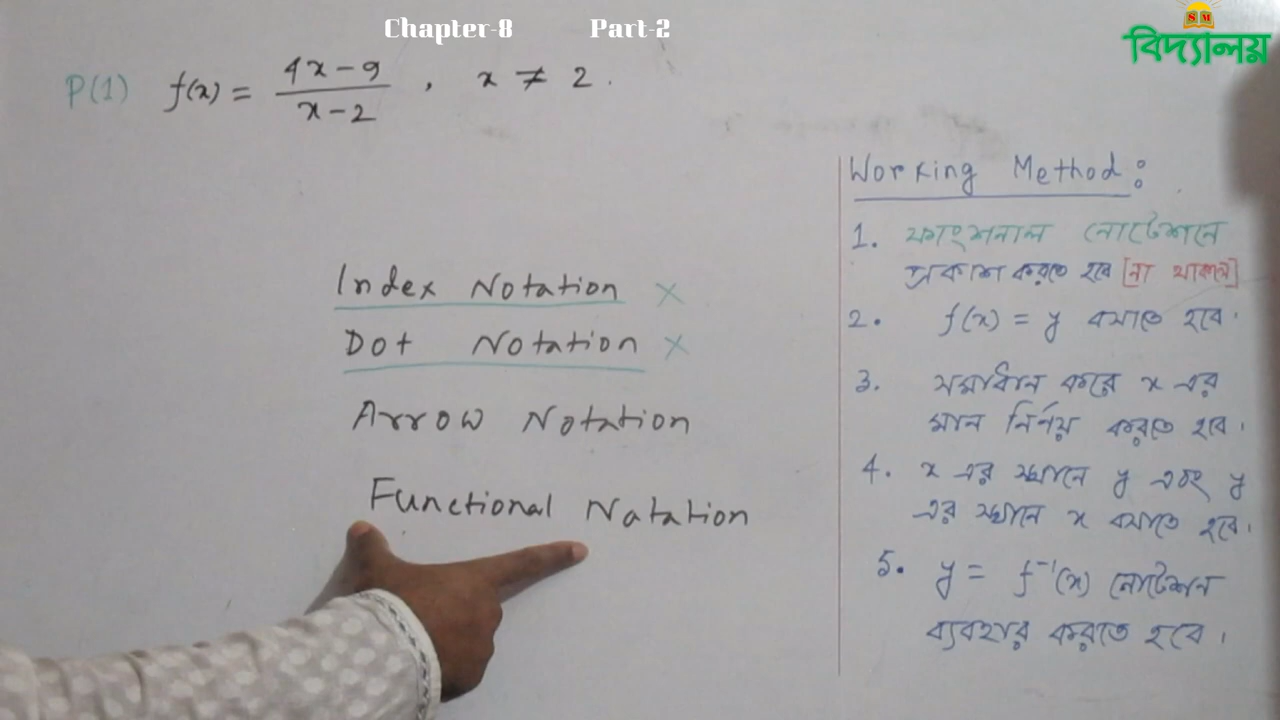 Chapter-8 Part-2
SM
বিদ্যালয়
P(1) f(x) = (4x-9)/(x-2) , x ≠ 2 .
Index Notation ×
Dot Notation ×
Arrow Notation
Functional Natation
Working Method :
1. ফাংশনাল নোটেশনে
প্রকাশ করতে হবে [না থাকলে]
2. f(x) = y বসাতে হবে।
3. সমাধান করে x এর
মান নির্ণয় করতে হবে।
4. x এর স্থানে y এবং y
এর স্থানে x বসাতে হবে।
5. y = f⁻¹(x) নোটেশন
ব্যবহার করতে হবে।